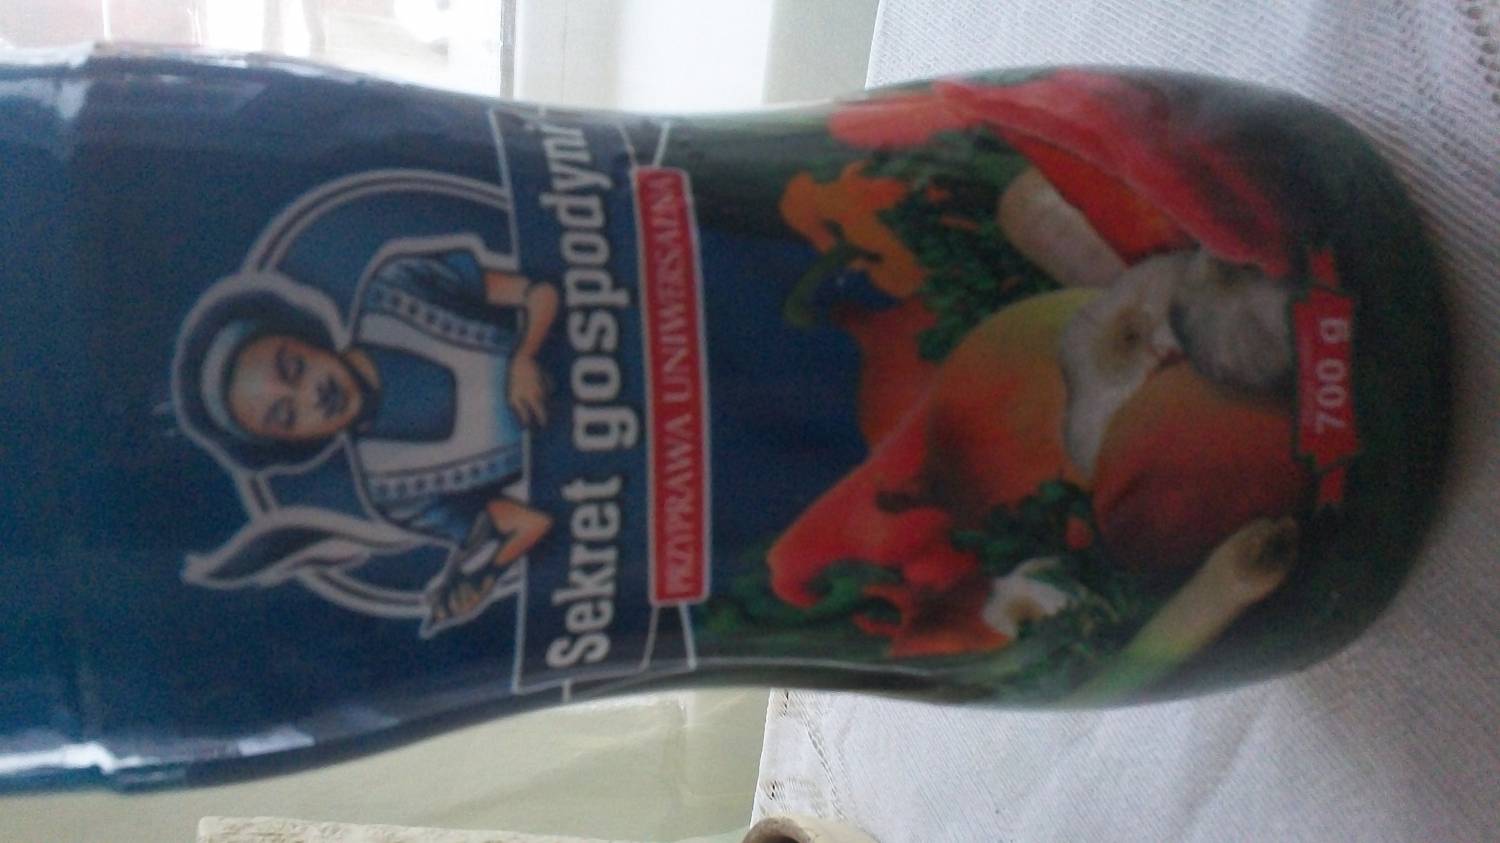 Sekret gospodyni
PRZYPRAWA UNIWERSALNA
700 g